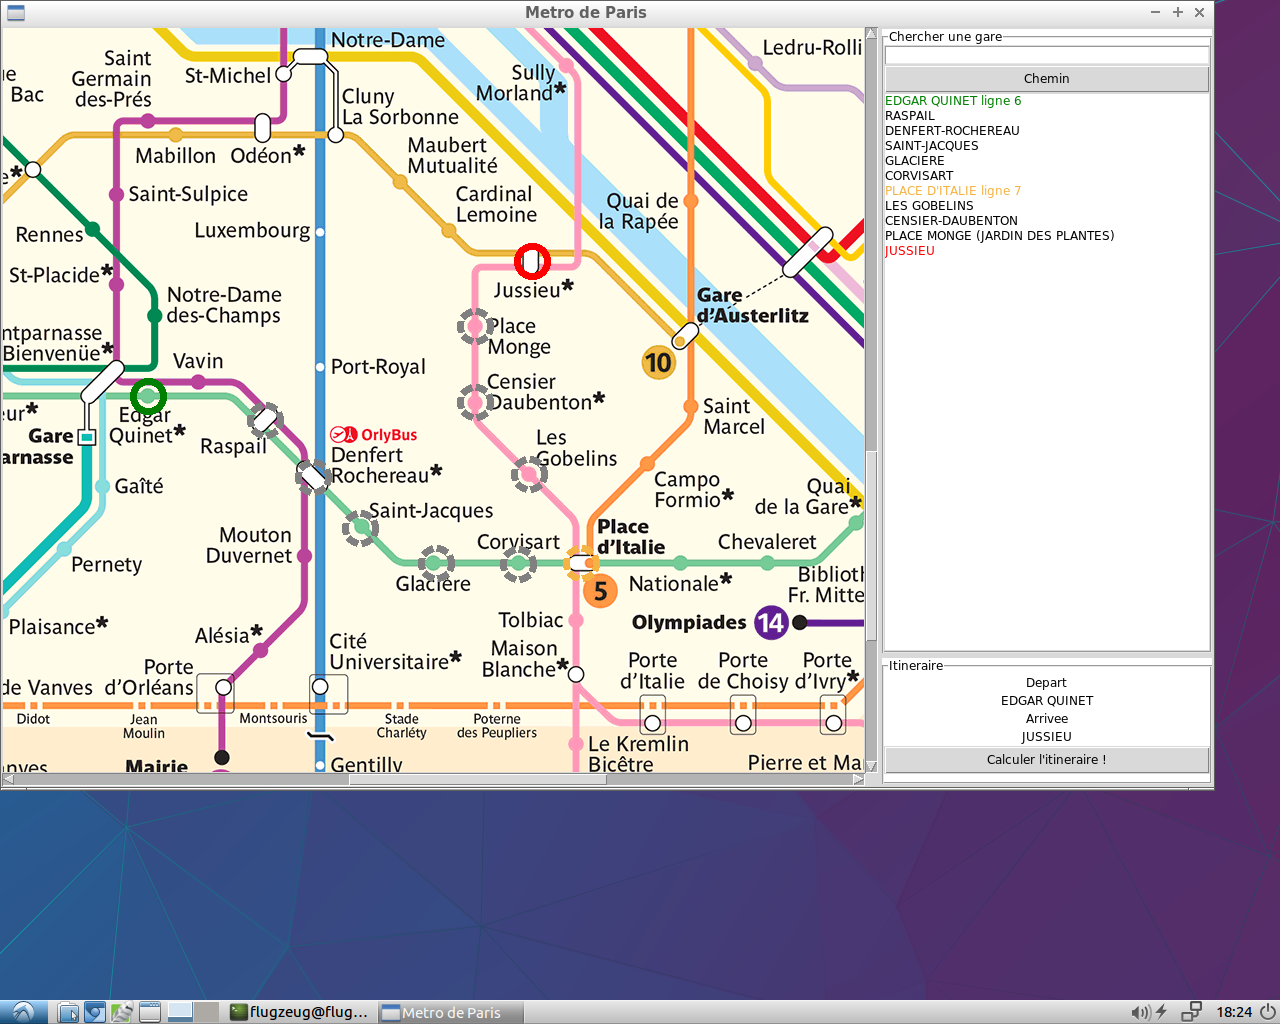 Metro de Paris
Notre-Dame
Saint
Germain
des-Prés
St-Michel
Bac
Cluny
La Sorbonne
Sully
Morland*
Ledru-Rolli
Mabillon
Odéon*
Maubert
Mutualité
Saint-Sulpice
Cardinal
Lemoine
Quai de
la Rapée
Rennes
Luxembourg
St-Placide*
Jussieu*
Notre-Dame
des-Champs
Gare
d'Austerlitz
ntparnasse
Bienvenüe*
Vavin
Place
Monge
10
Port-Royal
Censier
Daubenton*
eur*
Edgar
Quinet*
Saint
Marcel
Gare
arnasse
Raspail
OrlyBus
Denfert
Rochereau*
Les
Gobelins
Gaîté
Campo
Formio*
Quai
de la Gare*
Saint-Jacques
Mouton
Duvernet
Corvisart
Place
d'Italie
Chevaleret
Pernety
Glacière
5
Nationale*
Biblioth
Fr. Mitte
Plaisance*
Alésia*
Tolbiac
Olympiades
14
Cité
Universitaire*
Maison
Blanche*
Porte
d'Orléans
Porte
d'Italie
Porte
de Choisy
Porte
d'Ivry*
de Vanves
Didot
Jean
Moulin
Montsouris
Stade
Charléty
Poterne
des Peupliers
Le Kremlin
Bicêtre
anves
Mairie
Gentilly
Pierre et Ma
Chercher une gare
Chemin
EDGAR QUINET ligne 6
RASPAIL
DENFERT-ROCHEREAU
SAINT-JACQUES
GLACIERE
CORVISART
PLACE D'ITALIE ligne 7
LES GOBELINS
CENSIER-DAUBENTON
PLACE MONGE (JARDIN DES PLANTES)
JUSSIEU
Itineraire
Depart
EDGAR QUINET
Arrivee
JUSSIEU
Calculer l'itineraire !
flugzeug@flug...
Metro de Paris
18:24